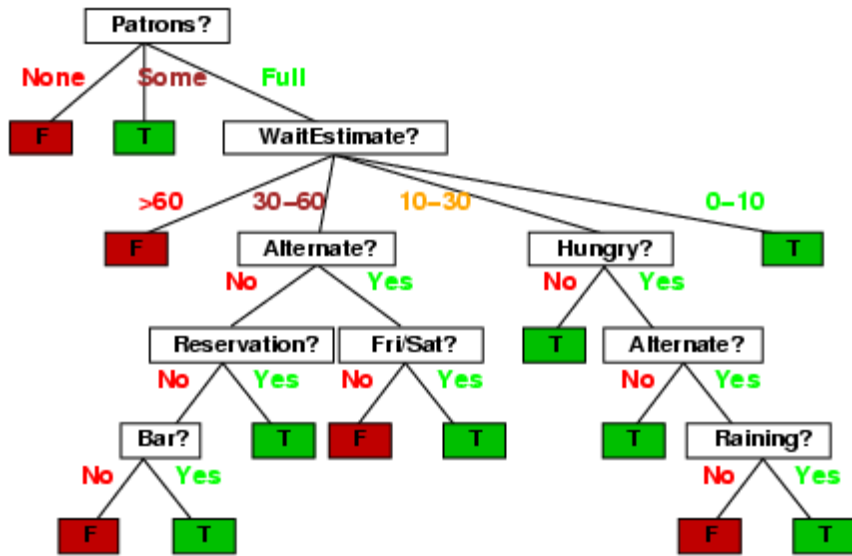 Patrons?
None Some Full
F T WaitEstimate?
>60 30–60 10–30 0–10
F Alternate? Hungry? T
No Yes No Yes
Reservation? Fri/Sat? T Alternate?
No Yes No Yes No Yes
Bar? T F T T Raining?
No Yes No Yes
F T F T